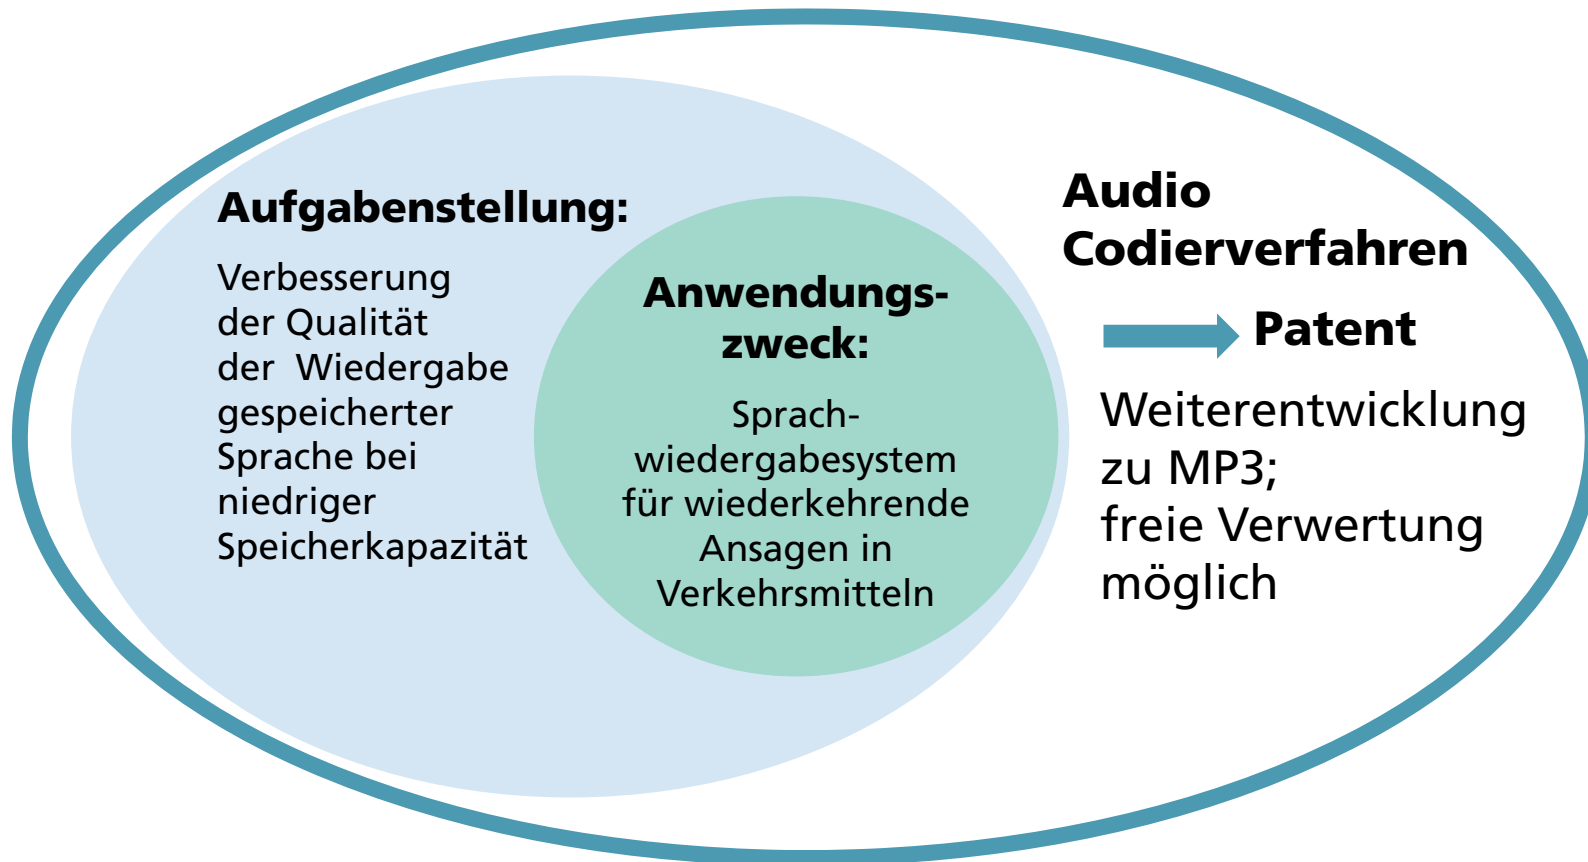 Aufgabenstellung:
Verbesserung
der Qualität
der Wiedergabe
gespeicherter
Sprache bei
niedriger
Speicherkapazität
Anwendungs-
zweck:
Sprach-
wiedergabesystem
für wiederkehrende
Ansagen in
Verkehrsmitteln
Audio
Codierverfahren
Patent
Weiterentwicklung
zu MP3;
freie Verwertung
möglich